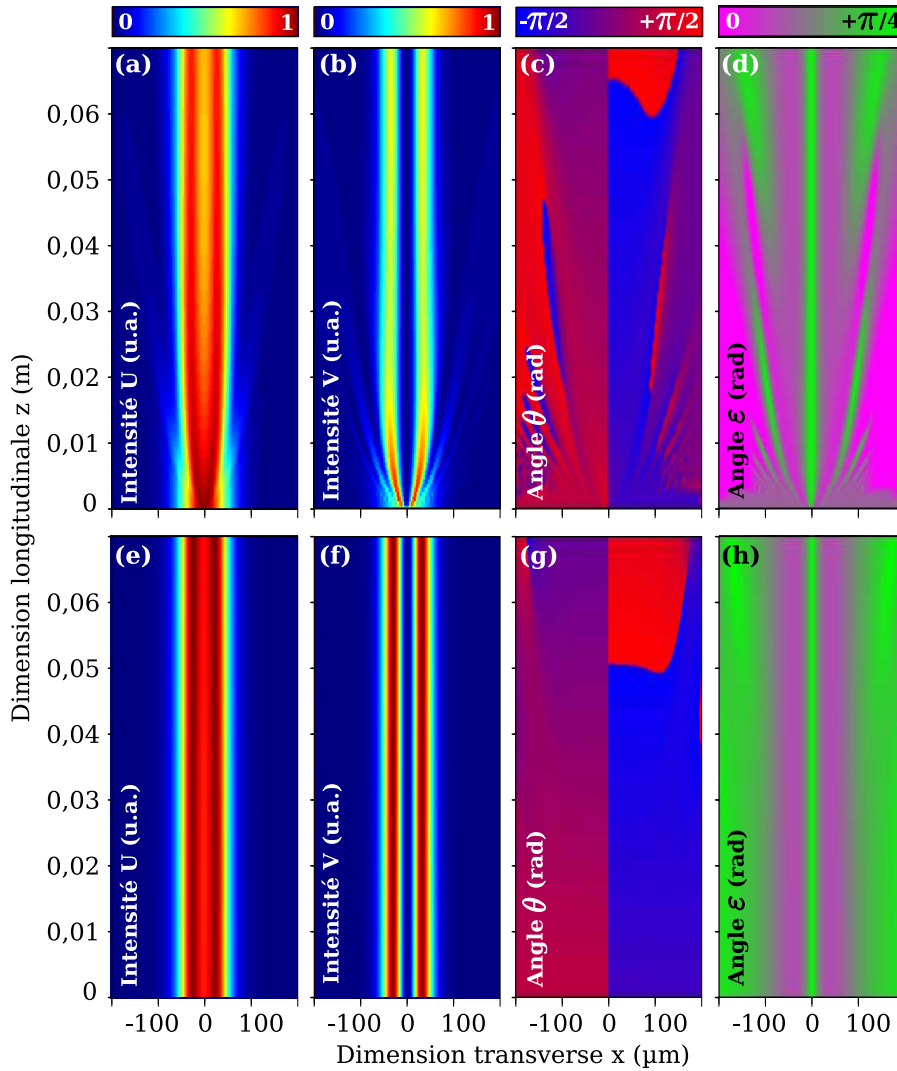 0 1 0 1 -π/2 +π/2 0 +π/4
(a) (b) (c) (d)
0,06
0,05
0,04
0,03
0,02
0,01
0
Intensité U (u.a.)
Intensité V (u.a.)
Angle θ (rad)
Angle ε (rad)
(e) (f) (g) (h)
0,06
0,05
0,04
0,03
0,02
0,01
0
Intensité U (u.a.)
Intensité V (u.a.)
Angle θ (rad)
Angle ε (rad)
Dimension longitudinale z (m)
-100 0 100 -100 0 100 -100 0 100 -100 0 100
Dimension transverse x (μm)